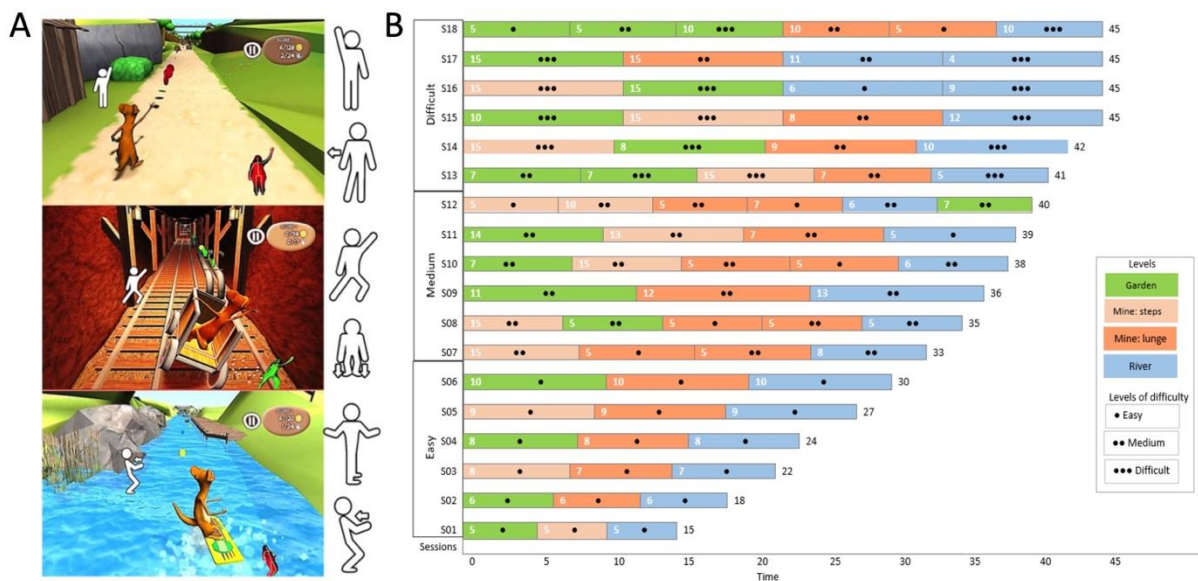 A
B
Difficult
S18 5 • 5 •• 10 ••• 10 •• 5 • 10 ••• 45
S17 15 ••• 15 •• 11 •• 4 ••• 45
S16 15 ••• 15 ••• 6 • 9 ••• 45
S15 10 ••• 15 ••• 8 •• 12 ••• 45
S14 15 ••• 8 ••• 9 •• 10 ••• 42
S13 7 •• 7 ••• 15 ••• 7 •• 5 ••• 41
Medium
S12 5 • 10 •• 5 •• 7 • 6 •• 7 •• 40
S11 14 •• 13 •• 7 •• 5 • 39
S10 7 •• 15 •• 5 •• 5 • 6 •• 38
S09 11 •• 12 •• 13 •• 36
S08 15 •• 5 •• 5 • 5 •• 5 •• 35
S07 15 •• 5 • 5 •• 8 •• 33
Easy
S06 10 • 10 • 10 • 30
S05 9 • 9 • 9 • 27
S04 8 • 8 • 8 • 24
S03 8 • 7 • 7 • 22
S02 6 • 6 • 6 • 18
S01 5 • 5 • 5 • 15
Sessions
0 5 10 15 20 25 30 35 40 45
Time
Levels
Garden
Mine: steps
Mine: lunge
River
Levels of difficulty
• Easy
•• Medium
••• Difficult